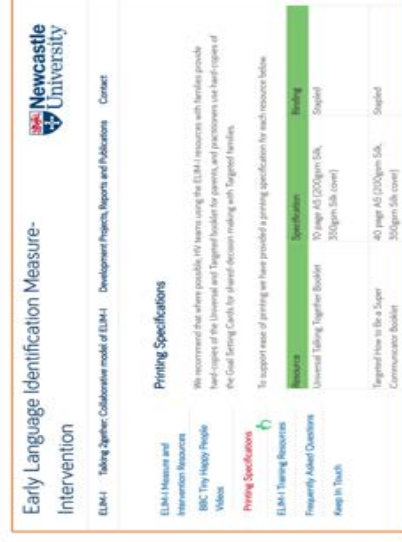 Early Language Identification Measure-
Intervention
Newcastle
University
ELIM-I Talking 2gether; Collaborative model of ELIM-I Development Projects, Reports and Publications Contact
ELIM-I Measure and
Intervention Resources
BBC Tiny Happy People
Videos
Printing Specifications
ELIM-I Training Resources
Frequently Asked Questions
Keep In Touch
Printing Specifications
We recommend that where possible, HV teams using the ELIM-I resources with families provide
hard-copies of the Universal and Targeted booklet for parents, and practitioners use hard-copies of
the Goal Setting Cards for shared decision making with Targeted families.
To support ease of printing we have provided a printing specification for each resource below.
Resource Specification Binding
Universal Talking Together Booklet 10 page A5 (200gsm Silk, Stapled
350gsm Silk cover)
Targeted How to Be a Super 40 page A5 (200gsm Silk, Stapled
Communicator Booklet 350gsm Silk cover)